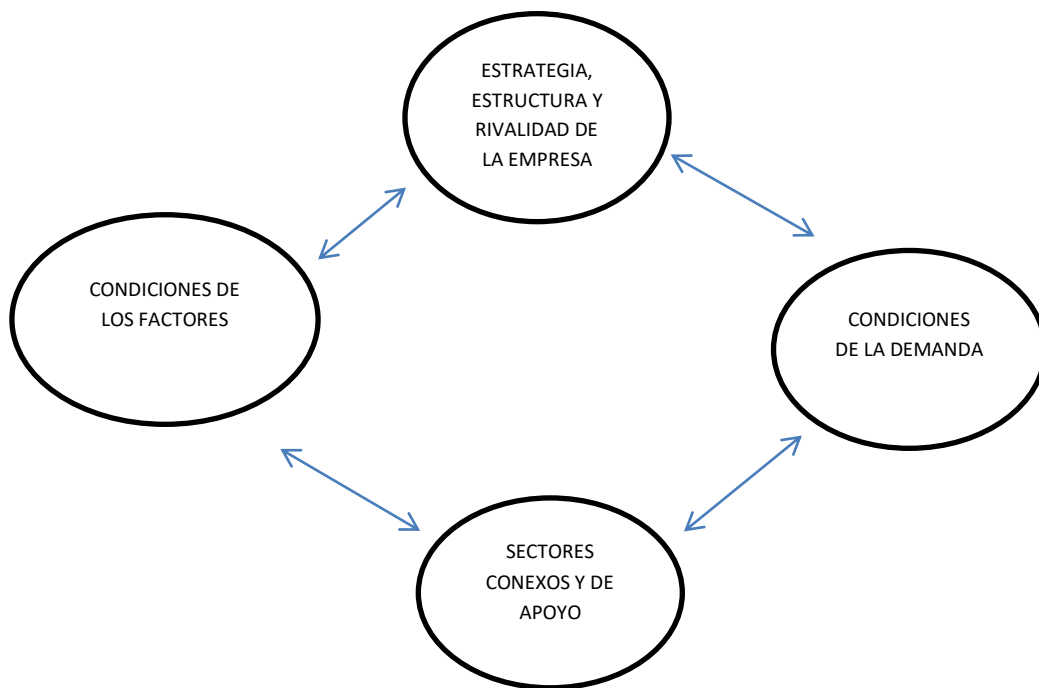 ESTRATEGIA,
ESTRUCTURA Y
RIVALIDAD DE
LA EMPRESA
CONDICIONES DE
LOS FACTORES
CONDICIONES
DE LA DEMANDA
SECTORES
CONEXOS Y DE
APOYO